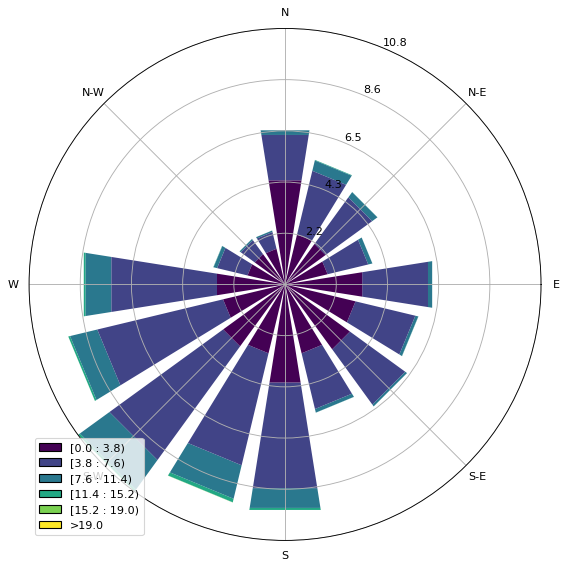 N
10.8
N-W
N-E
8.6
6.5
4.3
2.2
W
E
[0.0 : 3.8)
[3.8 : 7.6)
[7.6 : 11.4)
[11.4 : 15.2)
[15.2 : 19.0)
>19.0
S-E
S